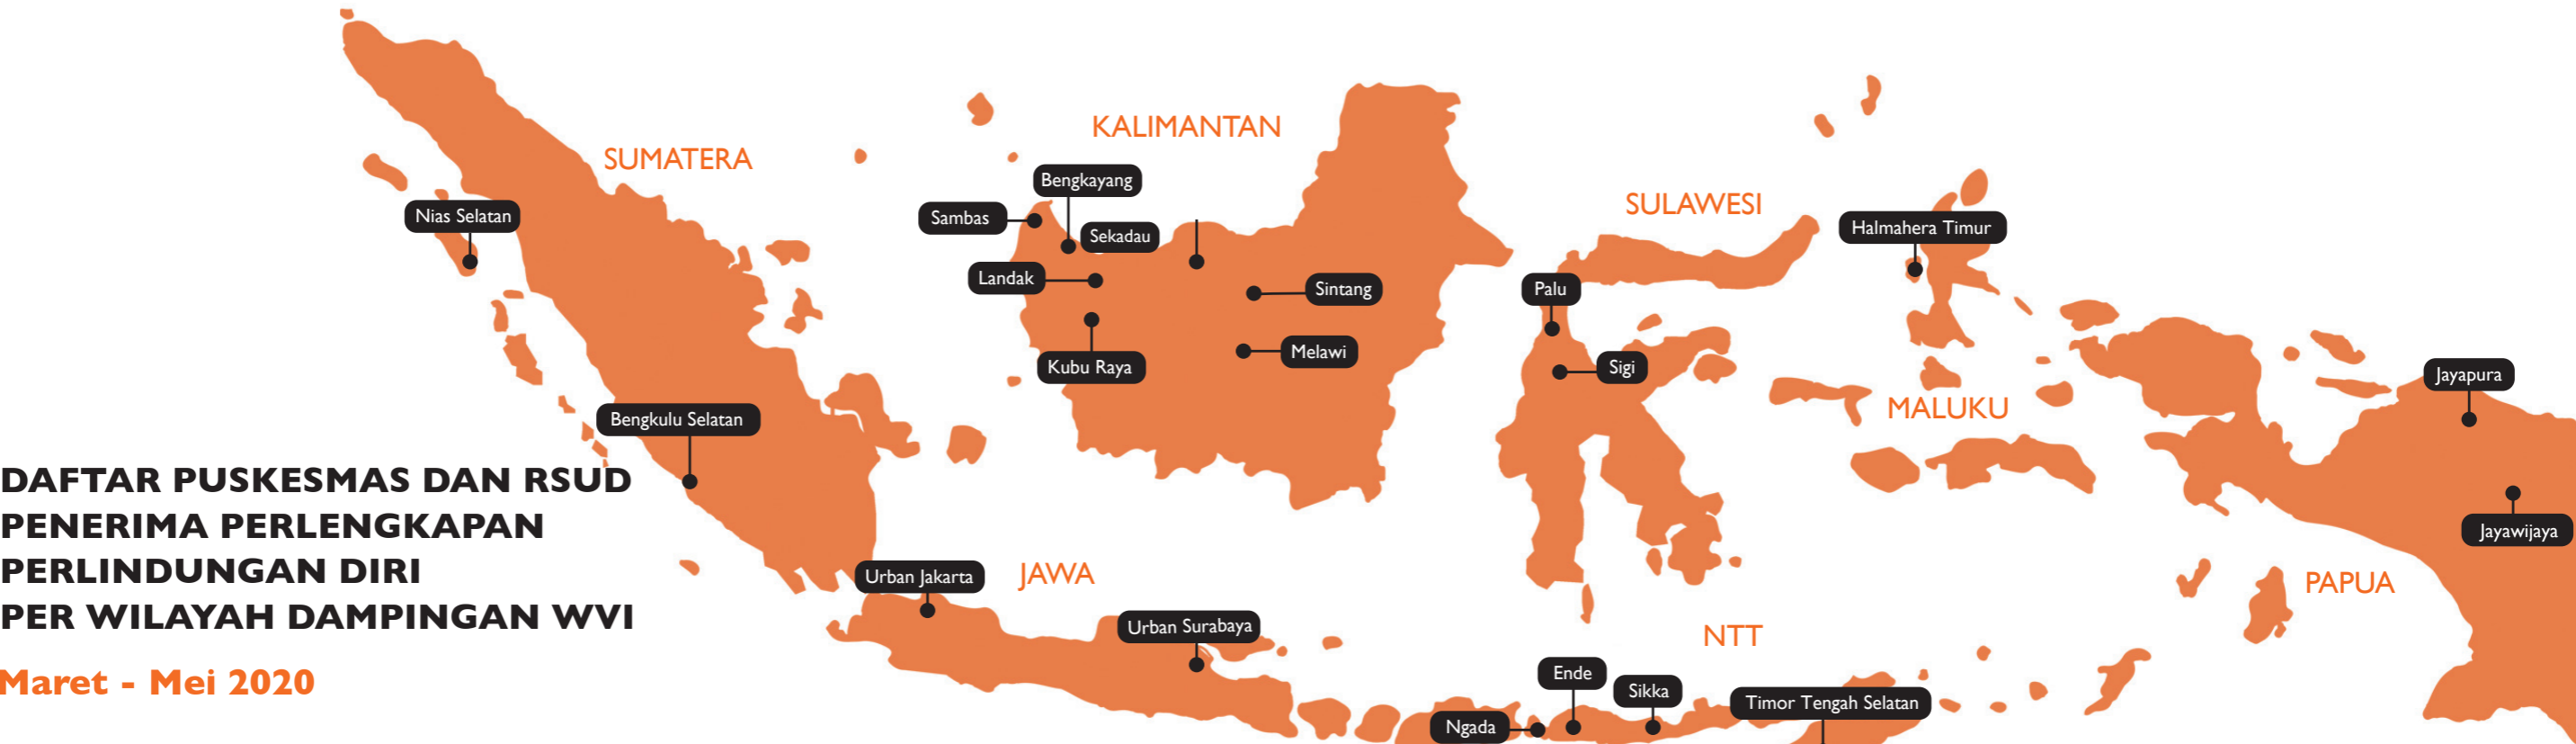 KALIMANTAN
SUMATERA
Bengkayang
SULAWESI
Nias Selatan
Sambas
Sekadau
Halmahera Timur
Landak
Sintang
Palu
Melawi
Kubu Raya
Sigi
Jayapura
MALUKU
Bengkulu Selatan
DAFTAR PUSKESMAS DAN RSUD
PENERIMA PERLENGKAPAN
PERLINDUNGAN DIRI
PER WILAYAH DAMPINGAN WVI
Maret - Mei 2020
Jayawijaya
Urban Jakarta
JAWA
PAPUA
Urban Surabaya
NTT
Ende
Sikka
Timor Tengah Selatan
Ngada